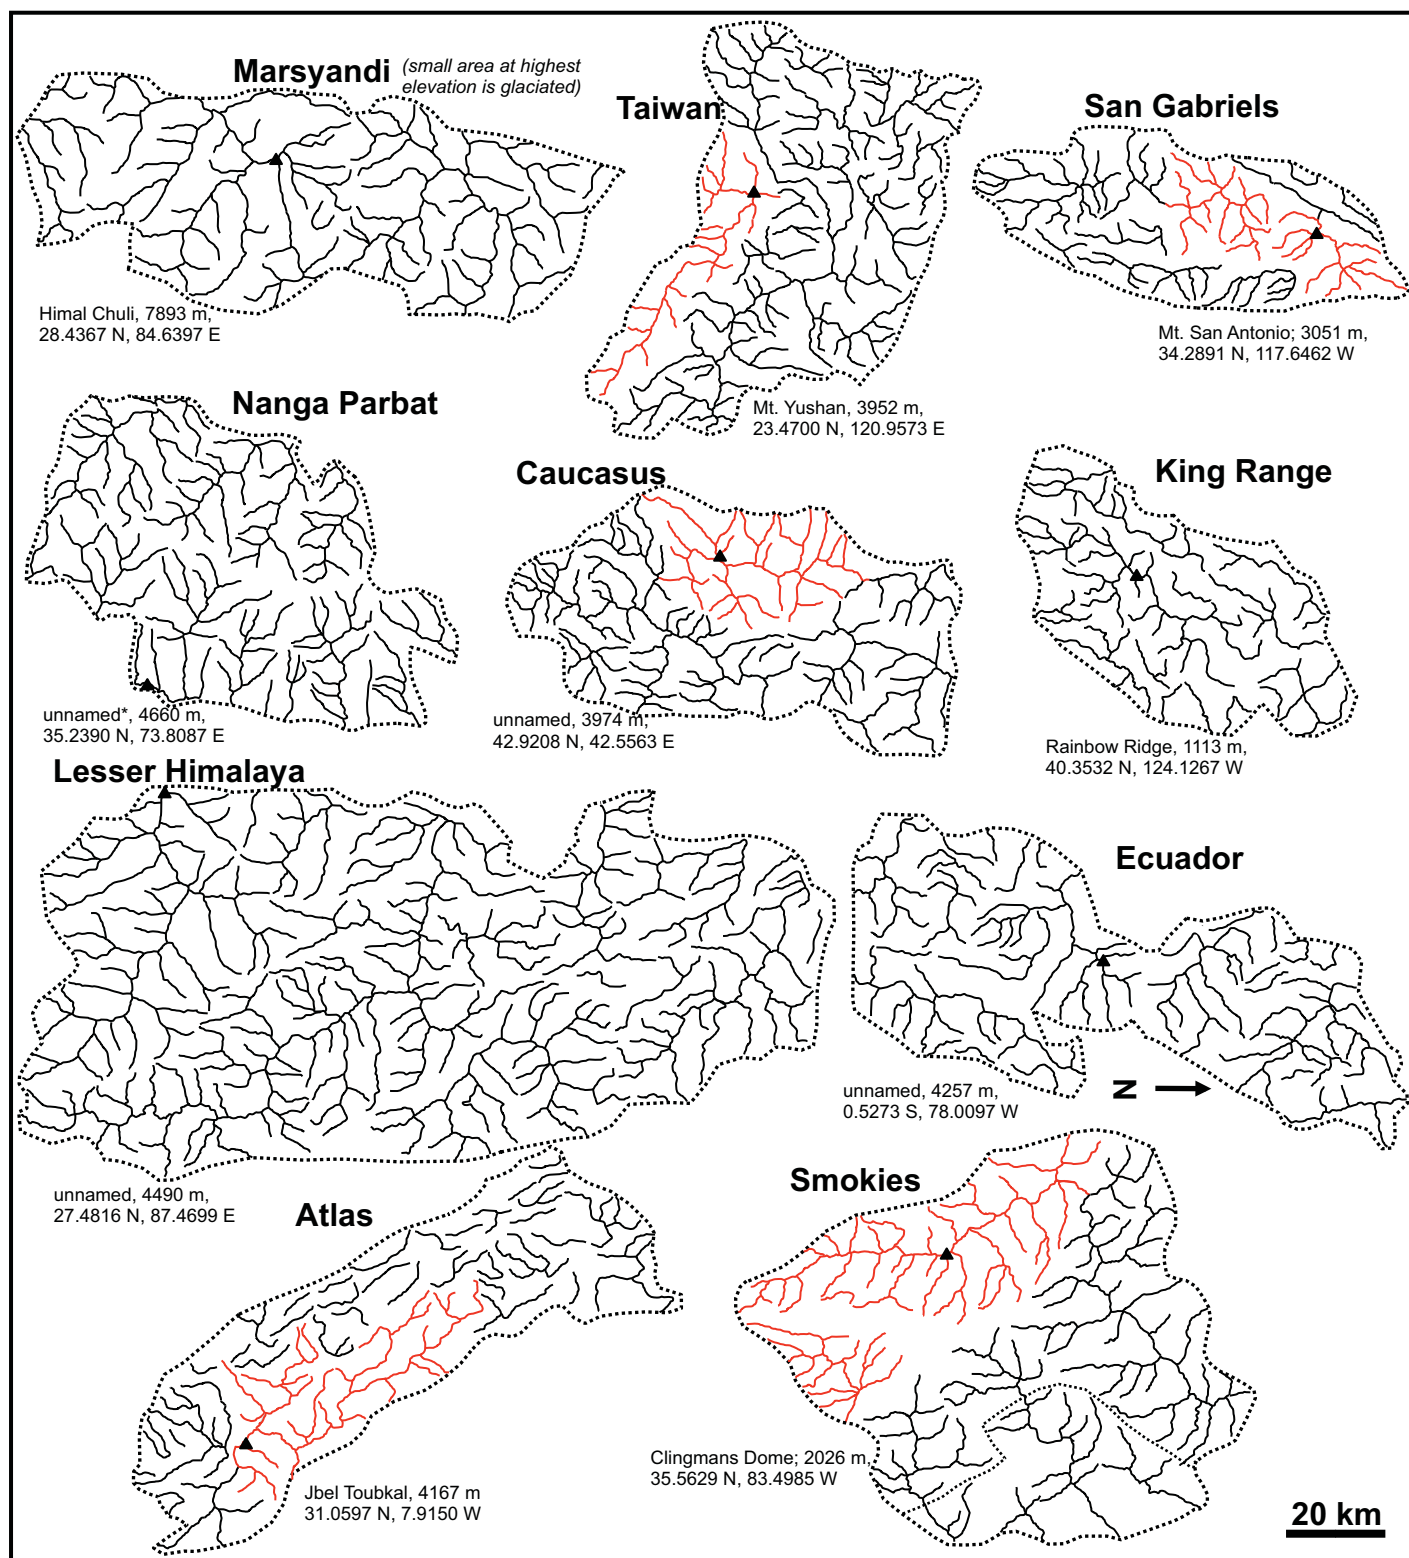 Marsyandi (small area at highest
elevation is glaciated)
Taiwan
San Gabriels
Himal Chuli, 7893 m,
28.4367 N, 84.6397 E
Mt. San Antonio; 3051 m,
34.2891 N, 117.6462 W
Nanga Parbat
Mt. Yushan, 3952 m,
23.4700 N, 120.9573 E
Caucasus
King Range
unnamed*, 4660 m,
35.2390 N, 73.8087 E
unnamed, 3974 m,
42.9208 N, 42.5563 E
Rainbow Ridge, 1113 m,
40.3532 N, 124.1267 W
Lesser Himalaya
Ecuador
unnamed, 4257 m,
0.5273 S, 78.0097 W
N
unnamed, 4490 m,
27.4816 N, 87.4699 E
Smokies
Atlas
Clingmans Dome; 2026 m,
35.5629 N, 83.4985 W
Jbel Toubkal, 4167 m
31.0597 N, 7.9150 W
20 km